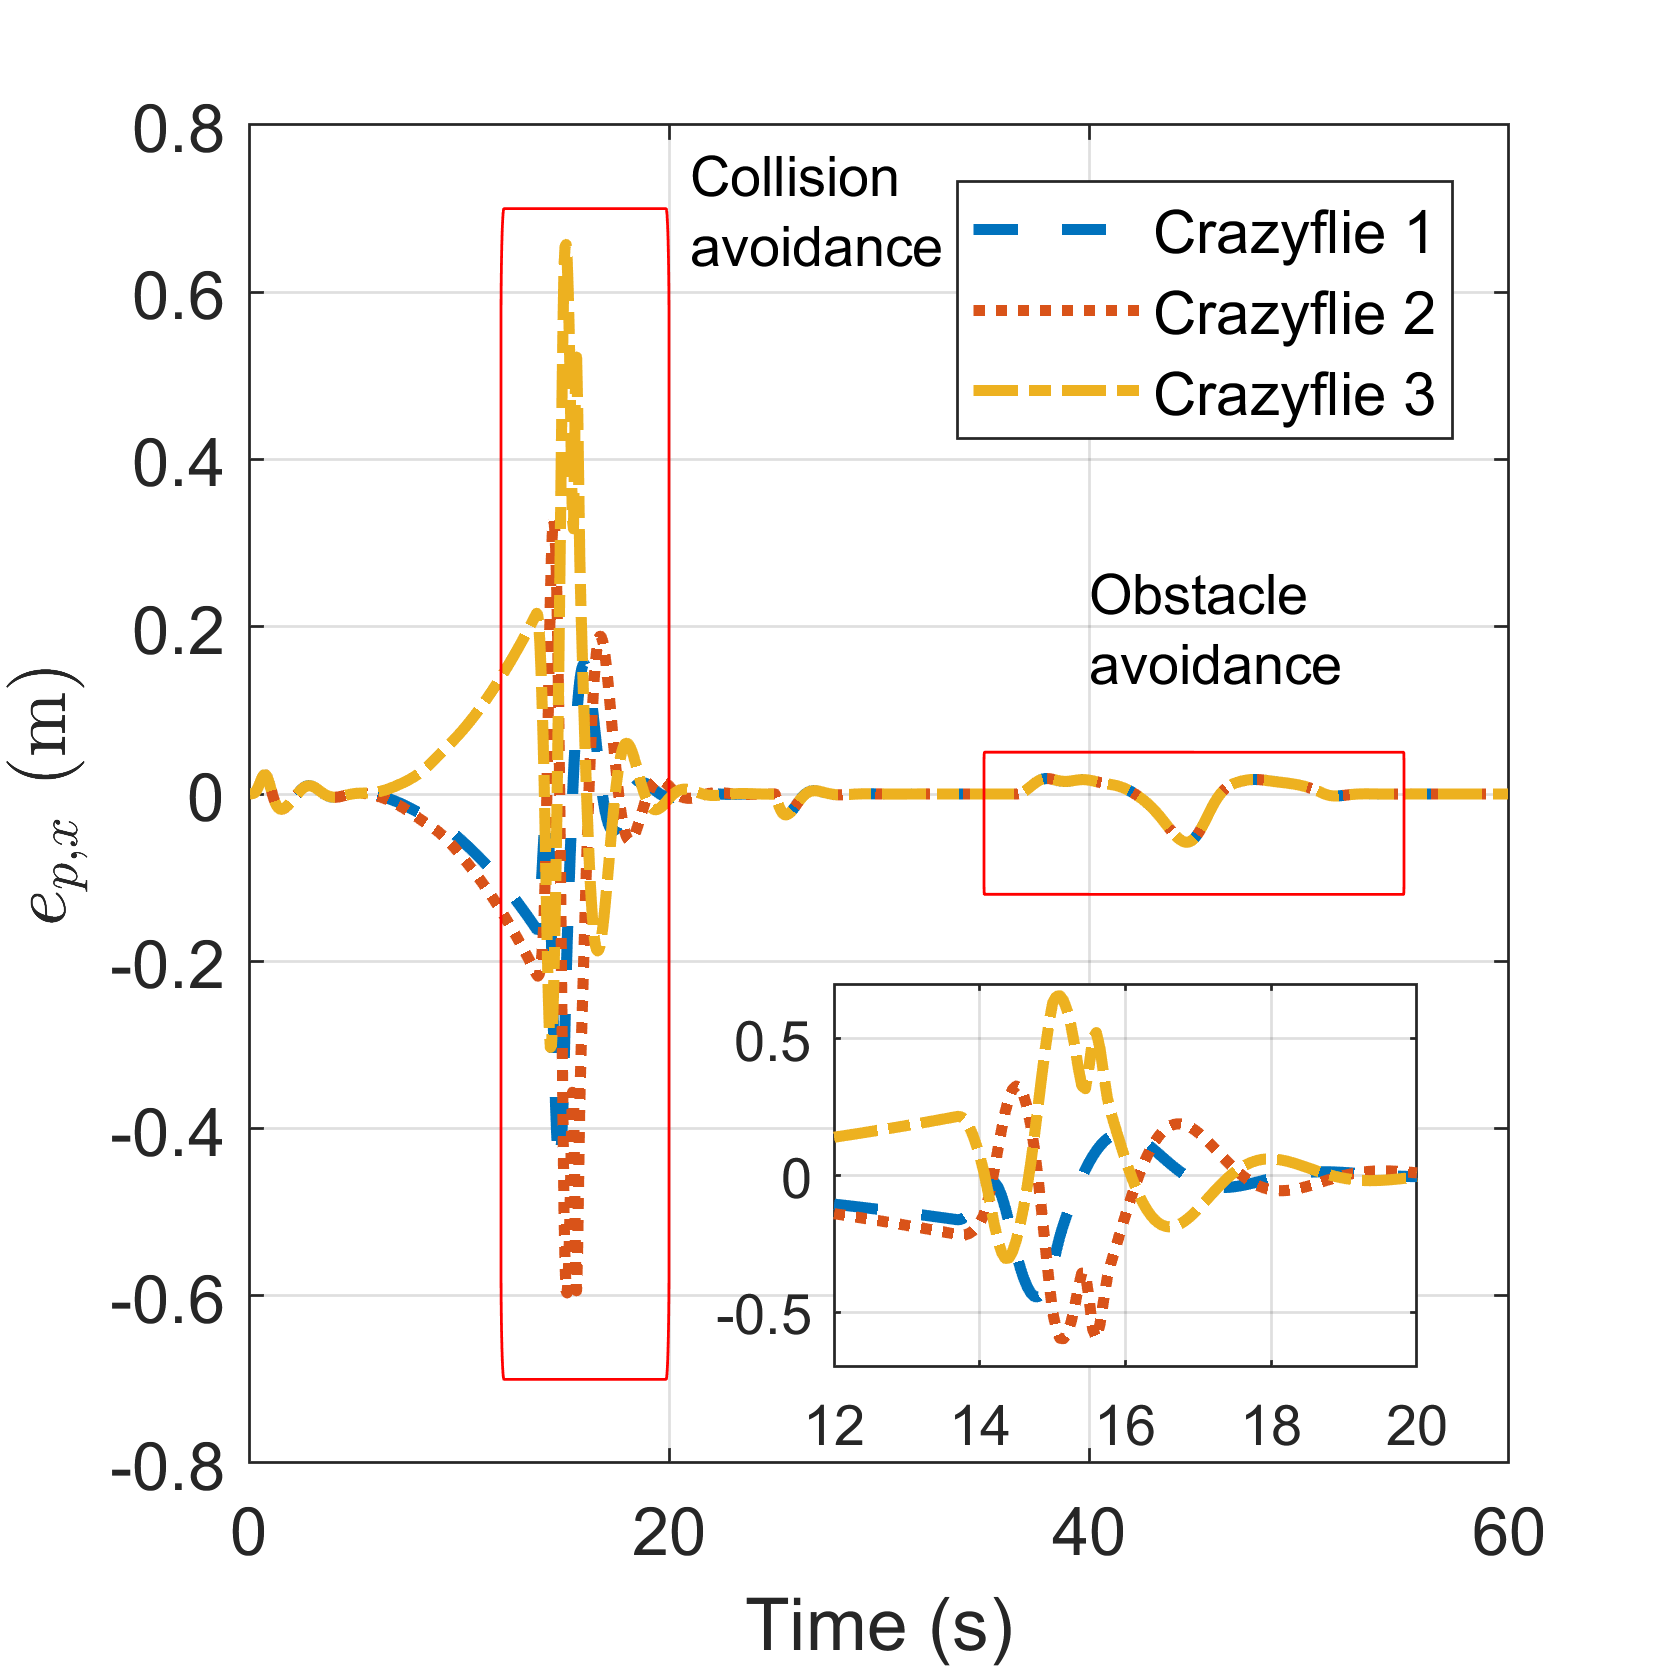 0.8
0.6
0.4
0.2
0
-0.2
-0.4
-0.6
-0.8
e_{p,x} (m)
Collision
avoidance
Crazyflie 1
Crazyflie 2
Crazyflie 3
Obstacle
avoidance
0.5
0
-0.5
12 14 16 18 20
0 20 40 60
Time (s)